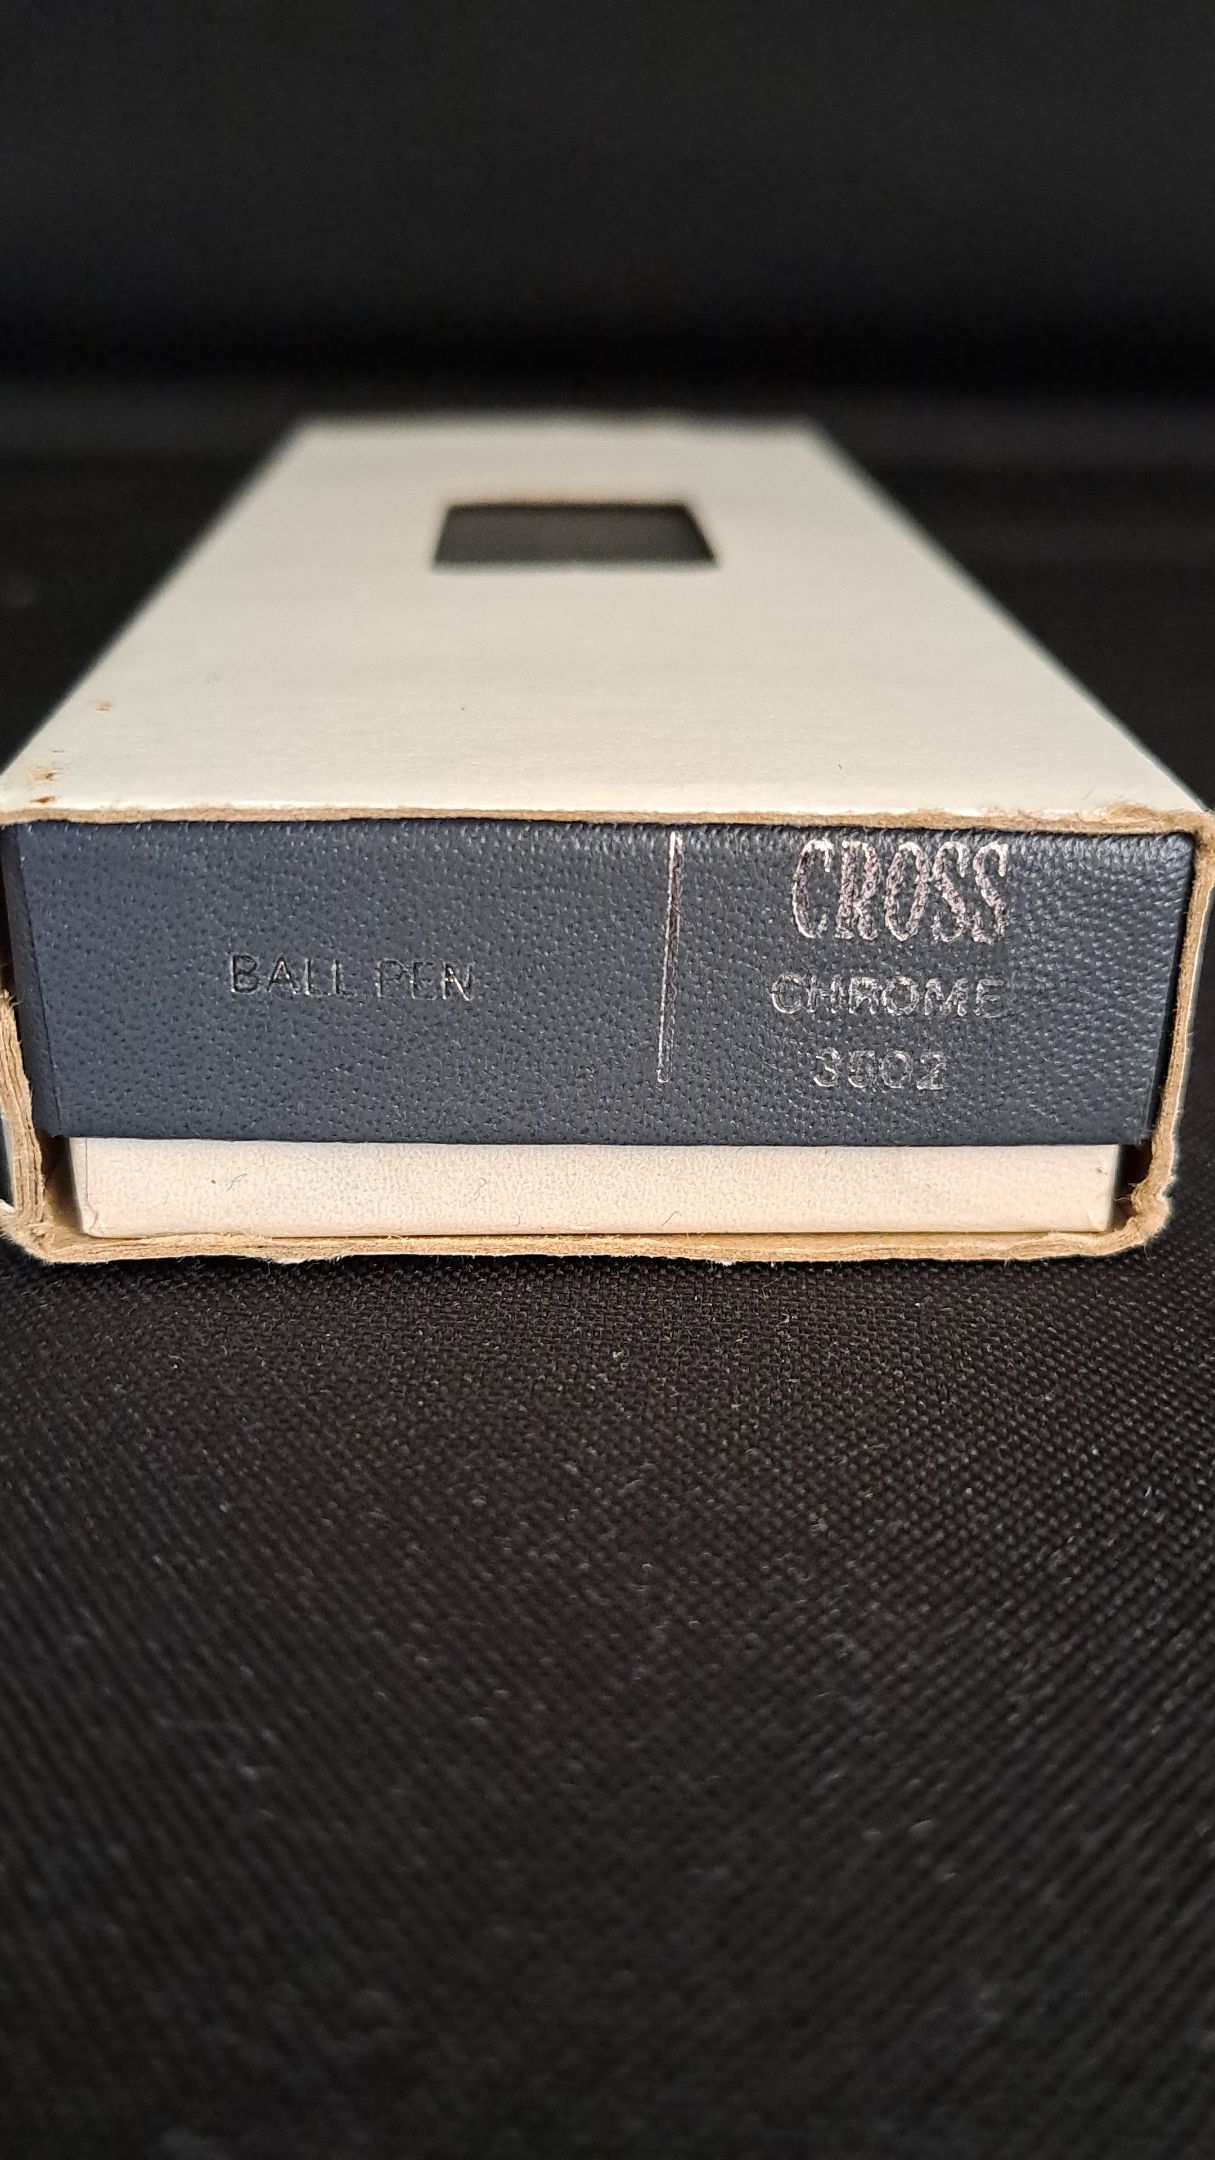 BALL PEN
CROSS
CHROME
3502